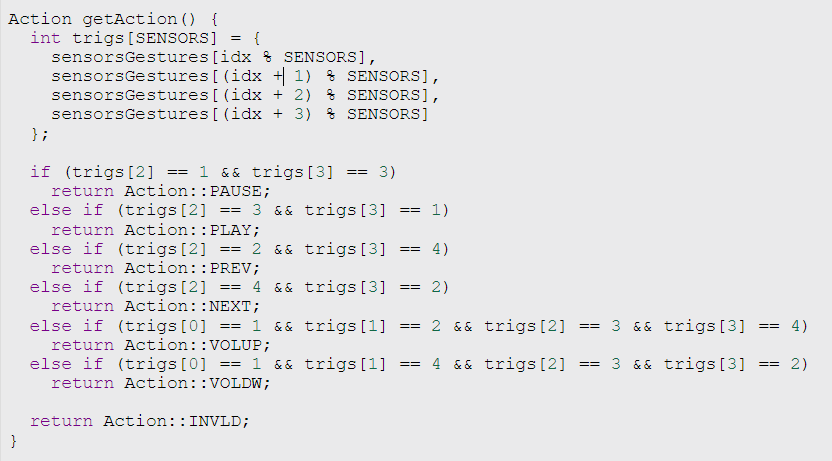 Action getAction() {
  int trigs[SENSORS] = {
    sensorsGestures[idx % SENSORS],
    sensorsGestures[(idx + 1) % SENSORS],
    sensorsGestures[(idx + 2) % SENSORS],
    sensorsGestures[(idx + 3) % SENSORS]
  };

  if (trigs[2] == 1 && trigs[3] == 3)
    return Action::PAUSE;
  else if (trigs[2] == 3 && trigs[3] == 1)
    return Action::PLAY;
  else if (trigs[2] == 2 && trigs[3] == 4)
    return Action::PREV;
  else if (trigs[2] == 4 && trigs[3] == 2)
    return Action::NEXT;
  else if (trigs[0] == 1 && trigs[1] == 2 && trigs[2] == 3 && trigs[3] == 4)
    return Action::VOLUP;
  else if (trigs[0] == 1 && trigs[1] == 4 && trigs[2] == 3 && trigs[3] == 2)
    return Action::VOLDW;

  return Action::INVLD;
}